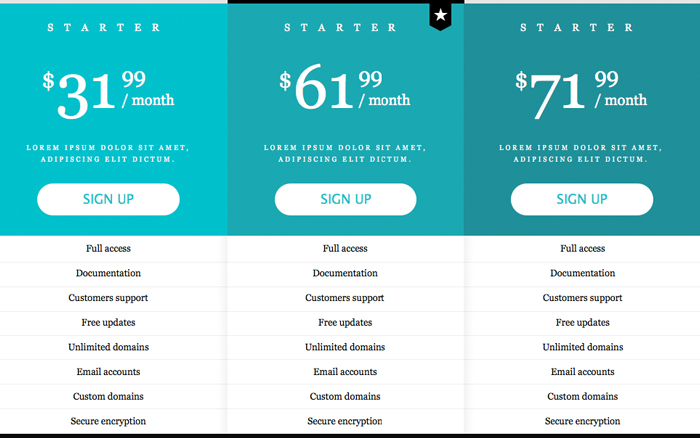 STARTER
$31 99
/ month
LOREM IPSUM DOLOR SIT AMET,
ADIPISCING ELIT DICTUM.
SIGN UP
Full access
Documentation
Customers support
Free updates
Unlimited domains
Email accounts
Custom domains
Secure encryption
STARTER
$61 99
/ month
LOREM IPSUM DOLOR SIT AMET,
ADIPISCING ELIT DICTUM.
SIGN UP
Full access
Documentation
Customers support
Free updates
Unlimited domains
Email accounts
Custom domains
Secure encryption
STARTER
$71 99
/ month
LOREM IPSUM DOLOR SIT AMET,
ADIPISCING ELIT DICTUM.
SIGN UP
Full access
Documentation
Customers support
Free updates
Unlimited domains
Email accounts
Custom domains
Secure encryption